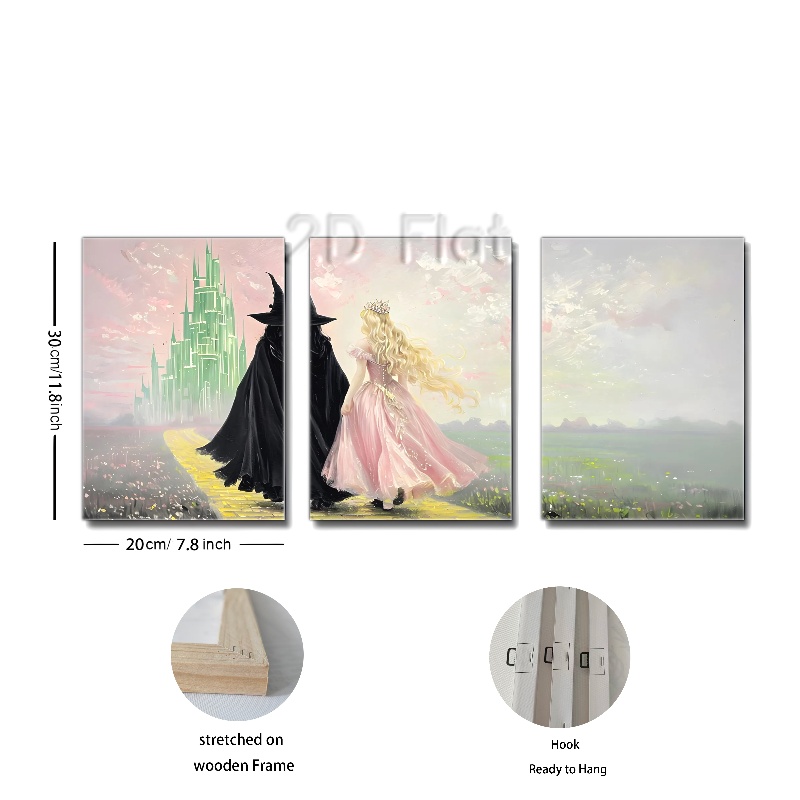 2D Flat
30cm/11.8inch
20cm/ 7.8 inch
stretched on
wooden Frame
Hook
Ready to Hang